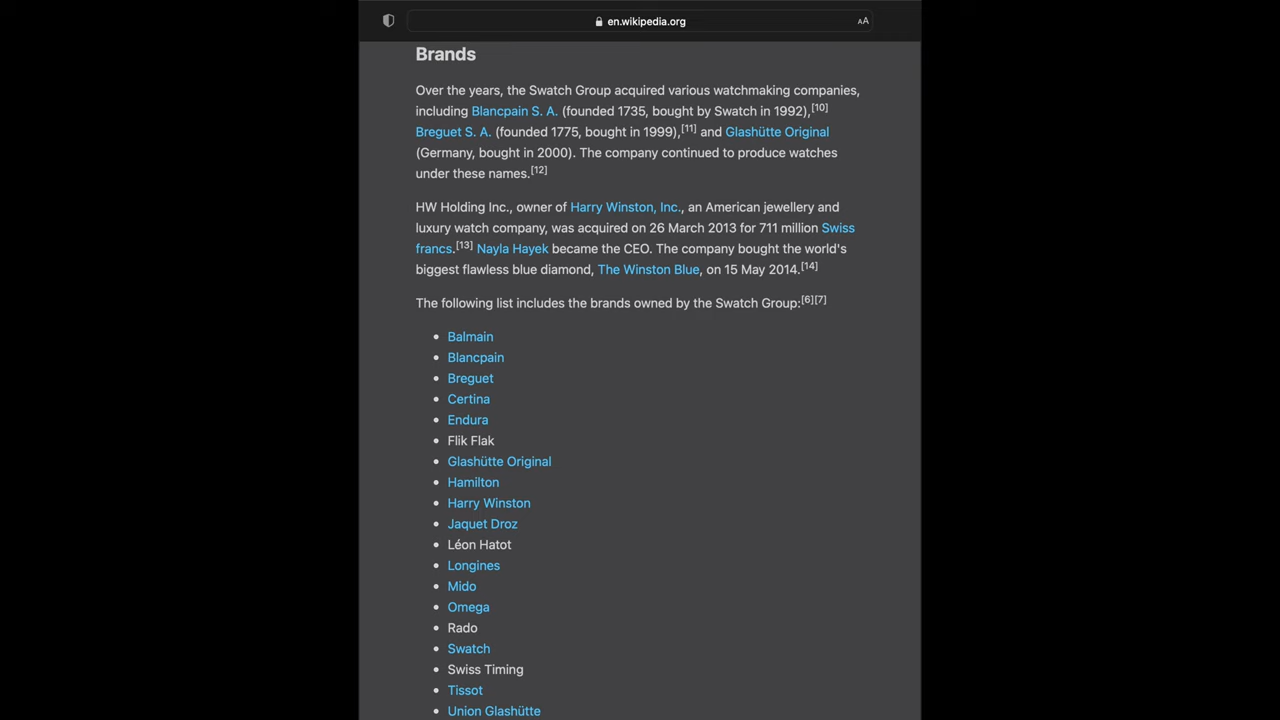 en.wikipedia.org
AA
Brands
Over the years, the Swatch Group acquired various watchmaking companies,
including Blancpain S. A. (founded 1735, bought by Swatch in 1992),[10]
Breguet S. A. (founded 1775, bought in 1999),[11] and Glashütte Original
(Germany, bought in 2000). The company continued to produce watches
under these names.[12]
HW Holding Inc., owner of Harry Winston, Inc., an American jewellery and
luxury watch company, was acquired on 26 March 2013 for 711 million Swiss
francs.[13] Nayla Hayek became the CEO. The company bought the world's
biggest flawless blue diamond, The Winston Blue, on 15 May 2014.[14]
The following list includes the brands owned by the Swatch Group:[6][7]
• Balmain
• Blancpain
• Breguet
• Certina
• Endura
• Flik Flak
• Glashütte Original
• Hamilton
• Harry Winston
• Jaquet Droz
• Léon Hatot
• Longines
• Mido
• Omega
• Rado
• Swatch
• Swiss Timing
• Tissot
• Union Glashütte